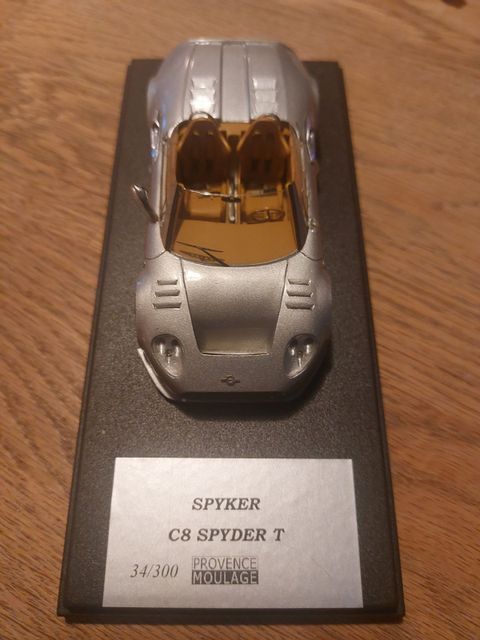 SPYKER
C8 SPYDER T
34/300 PROVENCE
MOULAGE